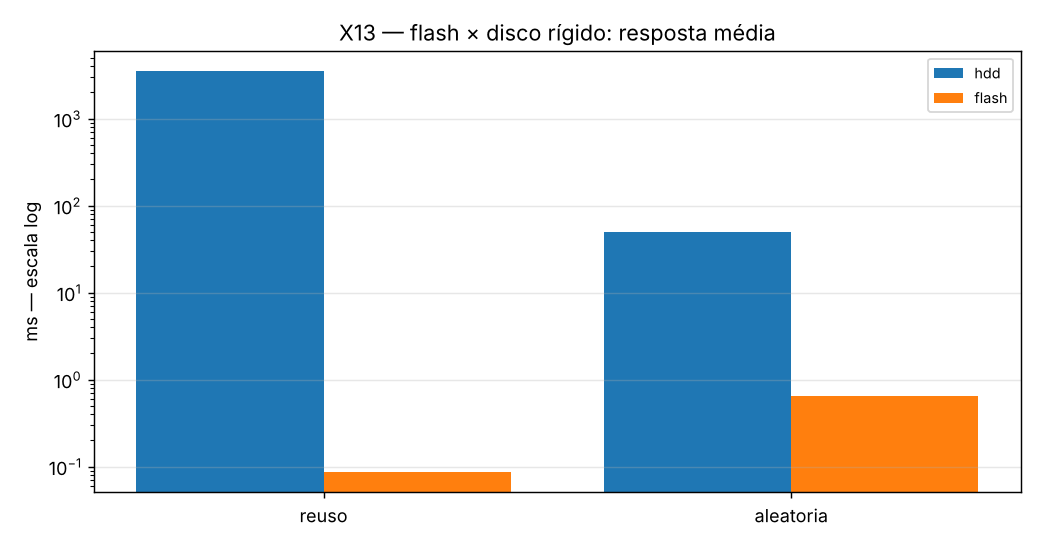 X13 — flash × disco rígido: resposta média
hdd
flash
ms — escala log
10³
10²
10¹
10⁰
10⁻¹
reuso
aleatoria